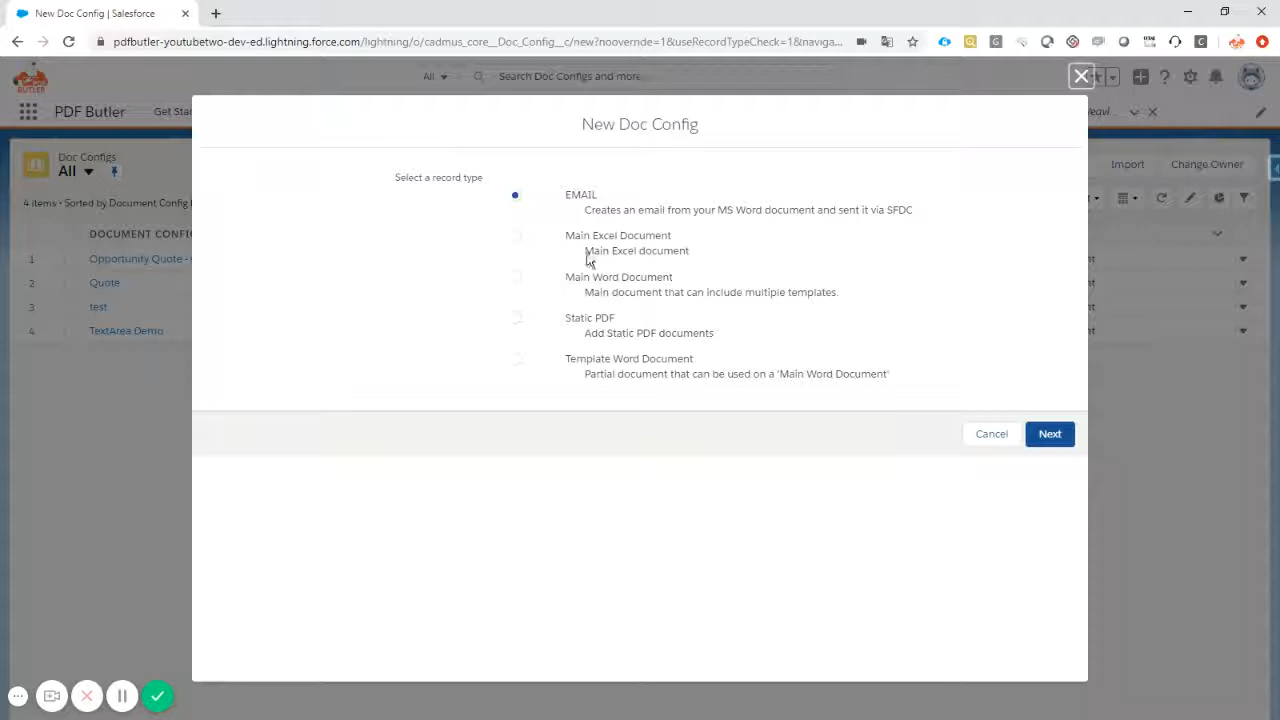 New Doc Config | Salesforce
pdfbutler-youtubetwo-dev-ed.lightning.force.com/lightning/o/cadmus_core__Doc_Config__c/new?nooverride=1&useRecordTypeCheck=1&naviga...
BUTLER
All
Search Doc Configs and more
PDF Butler
Get Sta
New Doc Config
Doc Configs
All
Import
Change Owner
4 items • Sorted by Document Config
DOCUMENT CONFIG
1 Opportunity Quote -
2 Quote
3 test
4 TextArea Demo
Select a record type
EMAIL
Creates an email from your MS Word document and sent it via SFDC
Main Excel Document
Main Excel document
Main Word Document
Main document that can include multiple templates.
Static PDF
Add Static PDF documents
Template Word Document
Partial document that can be used on a 'Main Word Document'
Cancel
Next